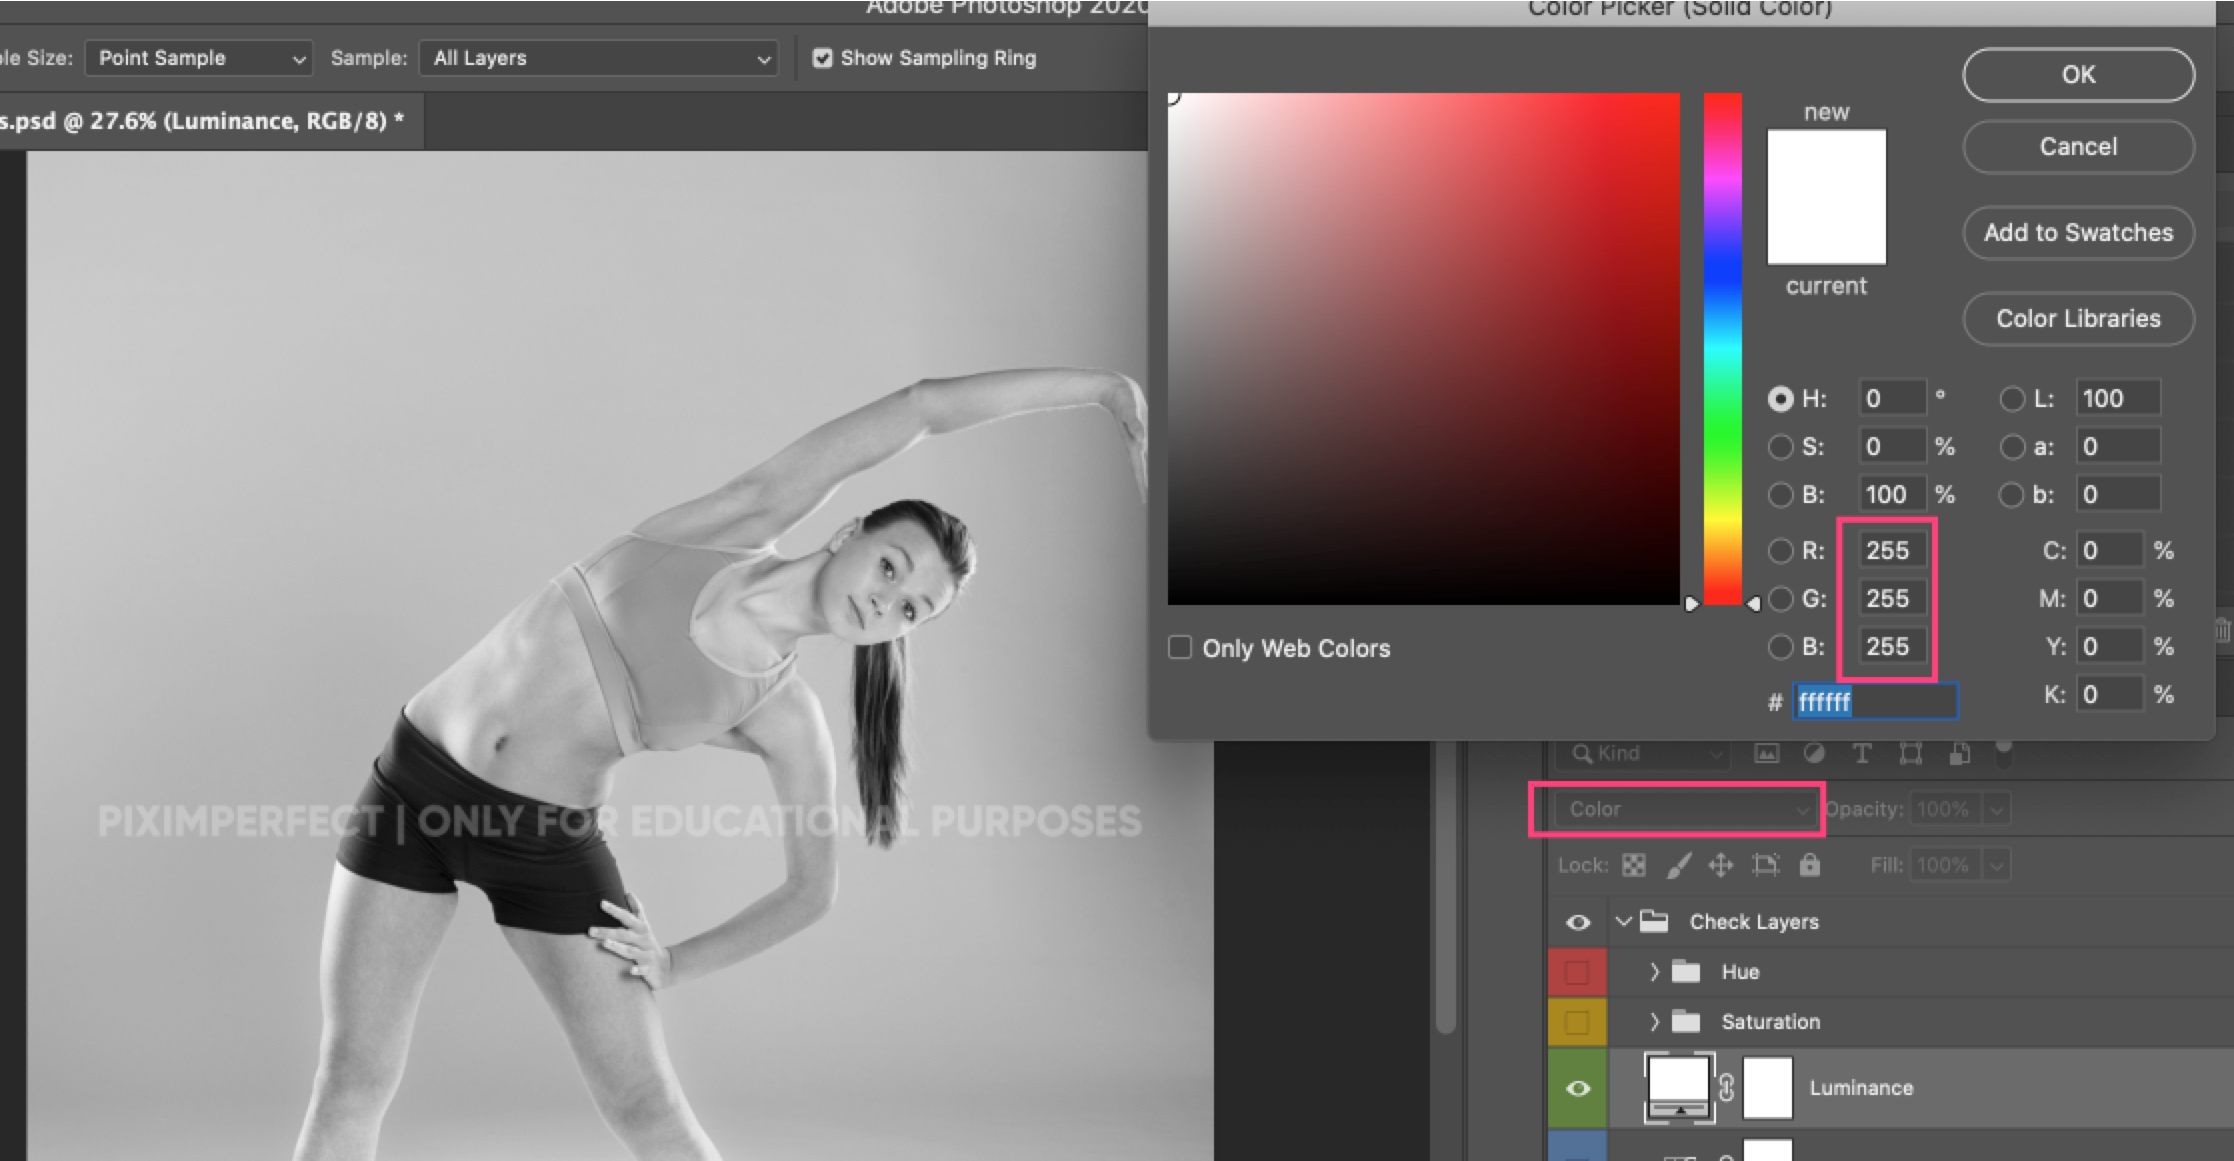 Adobe Photoshop 2020
Color Picker (Solid Color)
le Size: Point Sample Sample: All Layers Show Sampling Ring
s.psd @ 27.6% (Luminance, RGB/8) *
OK
new
Cancel
Add to Swatches
current
Color Libraries
H: 0 ° L: 100
S: 0 % a: 0
B: 100 % b: 0
R: 255 C: 0 %
G: 255 M: 0 %
B: 255 Y: 0 %
# ffffff K: 0 %
Only Web Colors
Kind
Color Opacity: 100%
Lock: Fill: 100%
Check Layers
Hue
Saturation
Luminance
PIXIMPERFECT | ONLY FOR EDUCATIONAL PURPOSES